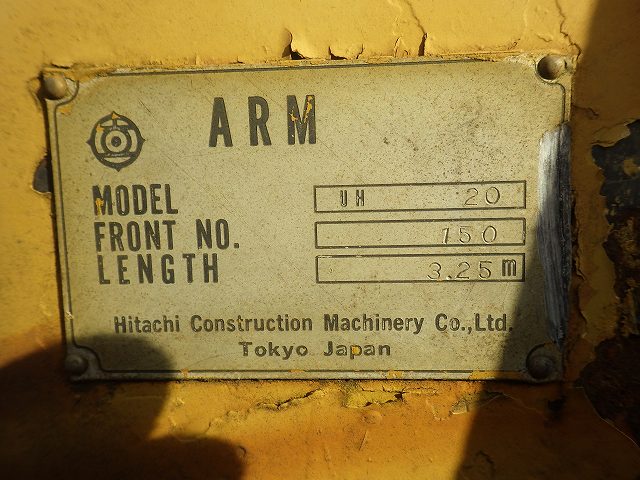 ARM
MODEL UH 20
FRONT NO. 150
LENGTH 3.25m
Hitachi Construction Machinery Co.,Ltd.
Tokyo Japan